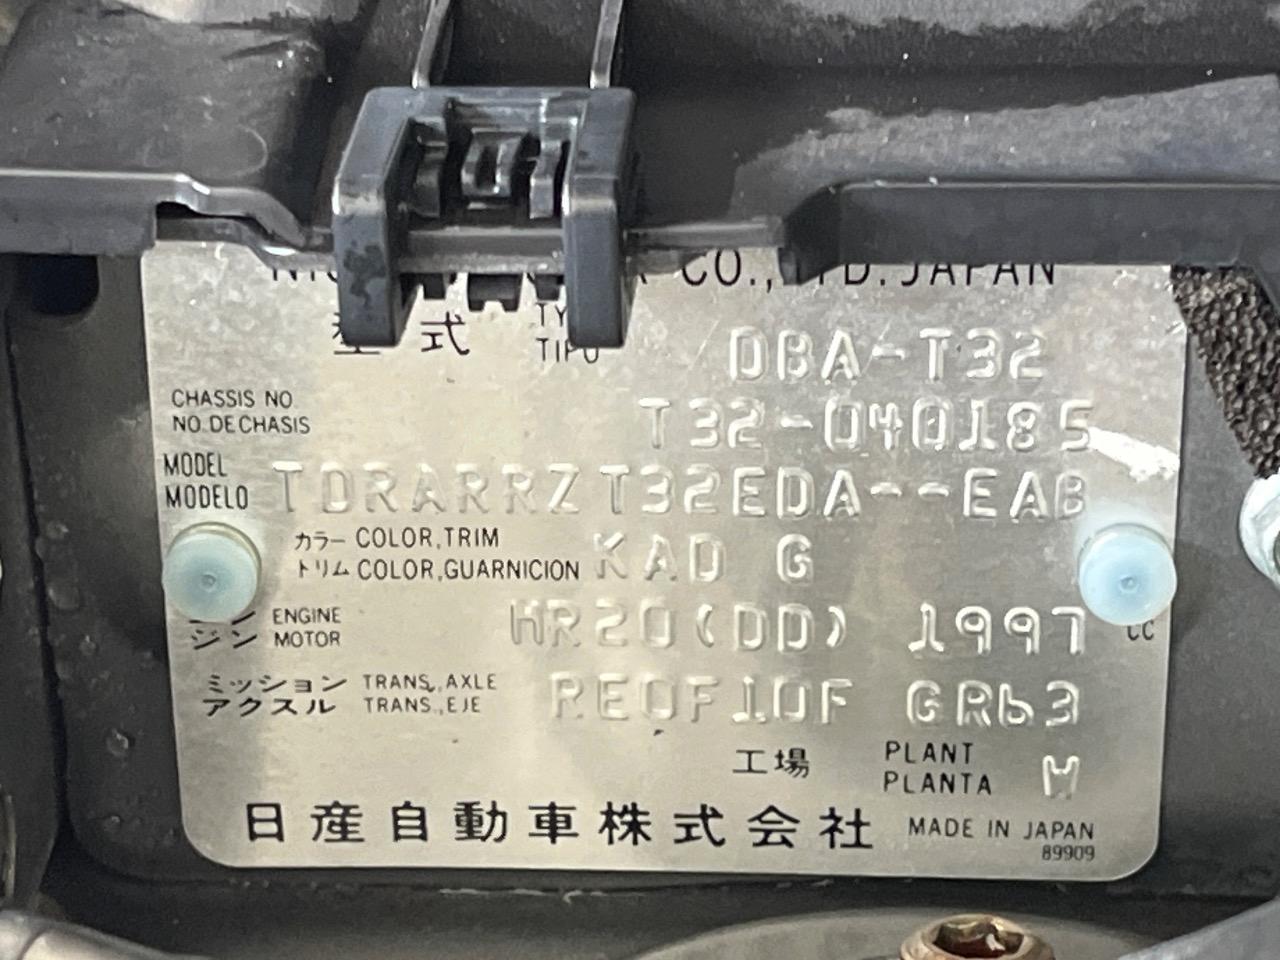 CO., LTD. JAPAN
型式 TIPO DBA-T32
CHASSIS NO. T32-040185
NO. DE CHASIS
MODEL TDRARRZT32EDA--EAB
MODELO
カラー COLOR,TRIM KAD G
トリム COLOR,GUARNICION
ENGINE HR20(DD) 1997 CC
ジン MOTOR
ミッション TRANS.,AXLE RE0F10F GR63
アクスル TRANS.,EJE
工場 PLANT W
PLANTA
日産自動車株式会社 MADE IN JAPAN
89909